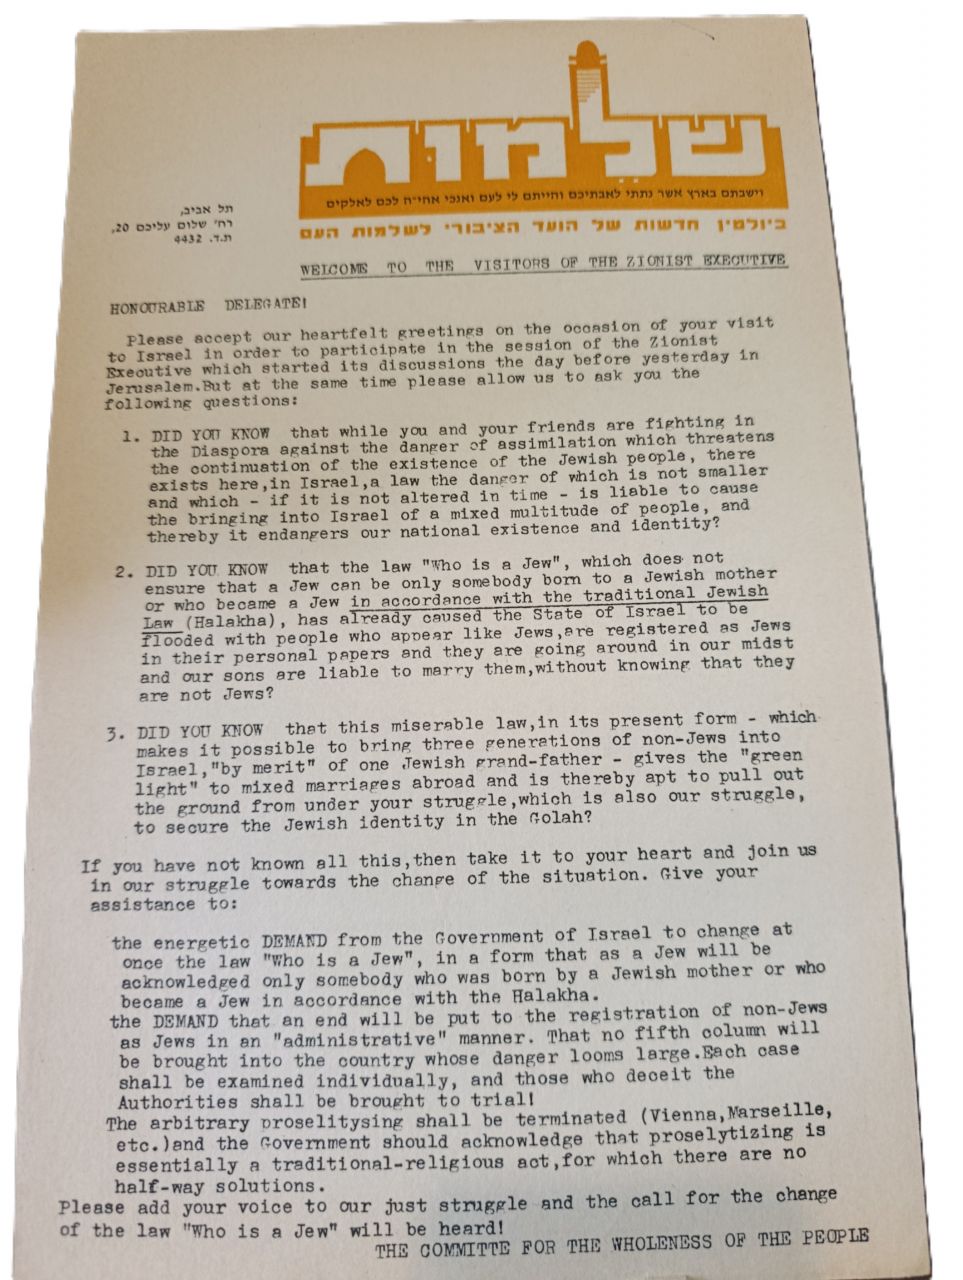 שלמות
וישבתם בארץ אשר נתתי לאבתיכם והייתם לי לעם ואנכי אהי״ה לכם לאלקים
ביולטין חדשות של הועד הציבורי לשלמות העם
תל אביב,
רח' שלום עליכם 20,
ת.ד. 4432
WELCOME TO THE VISITORS OF THE ZIONIST EXECUTIVE
HONOURABLE DELEGATE!
Please accept our heartfelt greetings on the occasion of your visit
to Israel in order to participate in the session of the Zionist
Executive which started its discussions the day before yesterday in
Jerusalem.But at the same time please allow us to ask you the
following questions:
1. DID YOU KNOW that while you and your friends are fighting in
the Diaspora against the danger of assimilation which threatens
the continuation of the existence of the Jewish people, there
exists here,in Israel,a law the danger of which is not smaller
and which - if it is not altered in time - is liable to cause
the bringing into Israel of a mixed multitude of people, and
thereby it endangers our national existence and identity?
2. DID YOU KNOW that the law "Who is a Jew", which does not
ensure that a Jew can be only somebody born to a Jewish mother
or who became a Jew in accordance with the traditional Jewish
Law (Halakha), has already caused the State of Israel to be
flooded with people who appear like Jews,are registered as Jews
in their personal papers and they are going around in our midst
and our sons are liable to marry them,without knowing that they
are not Jews?
3. DID YOU KNOW that this miserable law,in its present form - which
makes it possible to bring three generations of non-Jews into
Israel,"by merit" of one Jewish grand-father - gives the "green
light" to mixed marriages abroad and is thereby apt to pull out
the ground from under your struggle,which is also our struggle,
to secure the Jewish identity in the Golah?
If you have not known all this,then take it to your heart and join us
in our struggle towards the change of the situation. Give your
assistance to:
the energetic DEMAND from the Government of Israel to change at
once the law "Who is a Jew", in a form that as a Jew will be
acknowledged only somebody who was born by a Jewish mother or who
became a Jew in accordance with the Halakha.
the DEMAND that an end will be put to the registration of non-Jews
as Jews in an "administrative" manner. That no fifth column will
be brought into the country whose danger looms large.Each case
shall be examined individually, and those who deceit the
Authorities shall be brought to trial!
The arbitrary proselitysing shall be terminated (Vienna,Marseille,
etc.)and the Government should acknowledge that proselytizing is
essentially a traditional-religious act,for which there are no
half-way solutions.
Please add your voice to our just struggle and the call for the change
of the law "Who is a Jew" will be heard!
THE COMMITTE FOR THE WHOLENESS OF THE PEOPLE